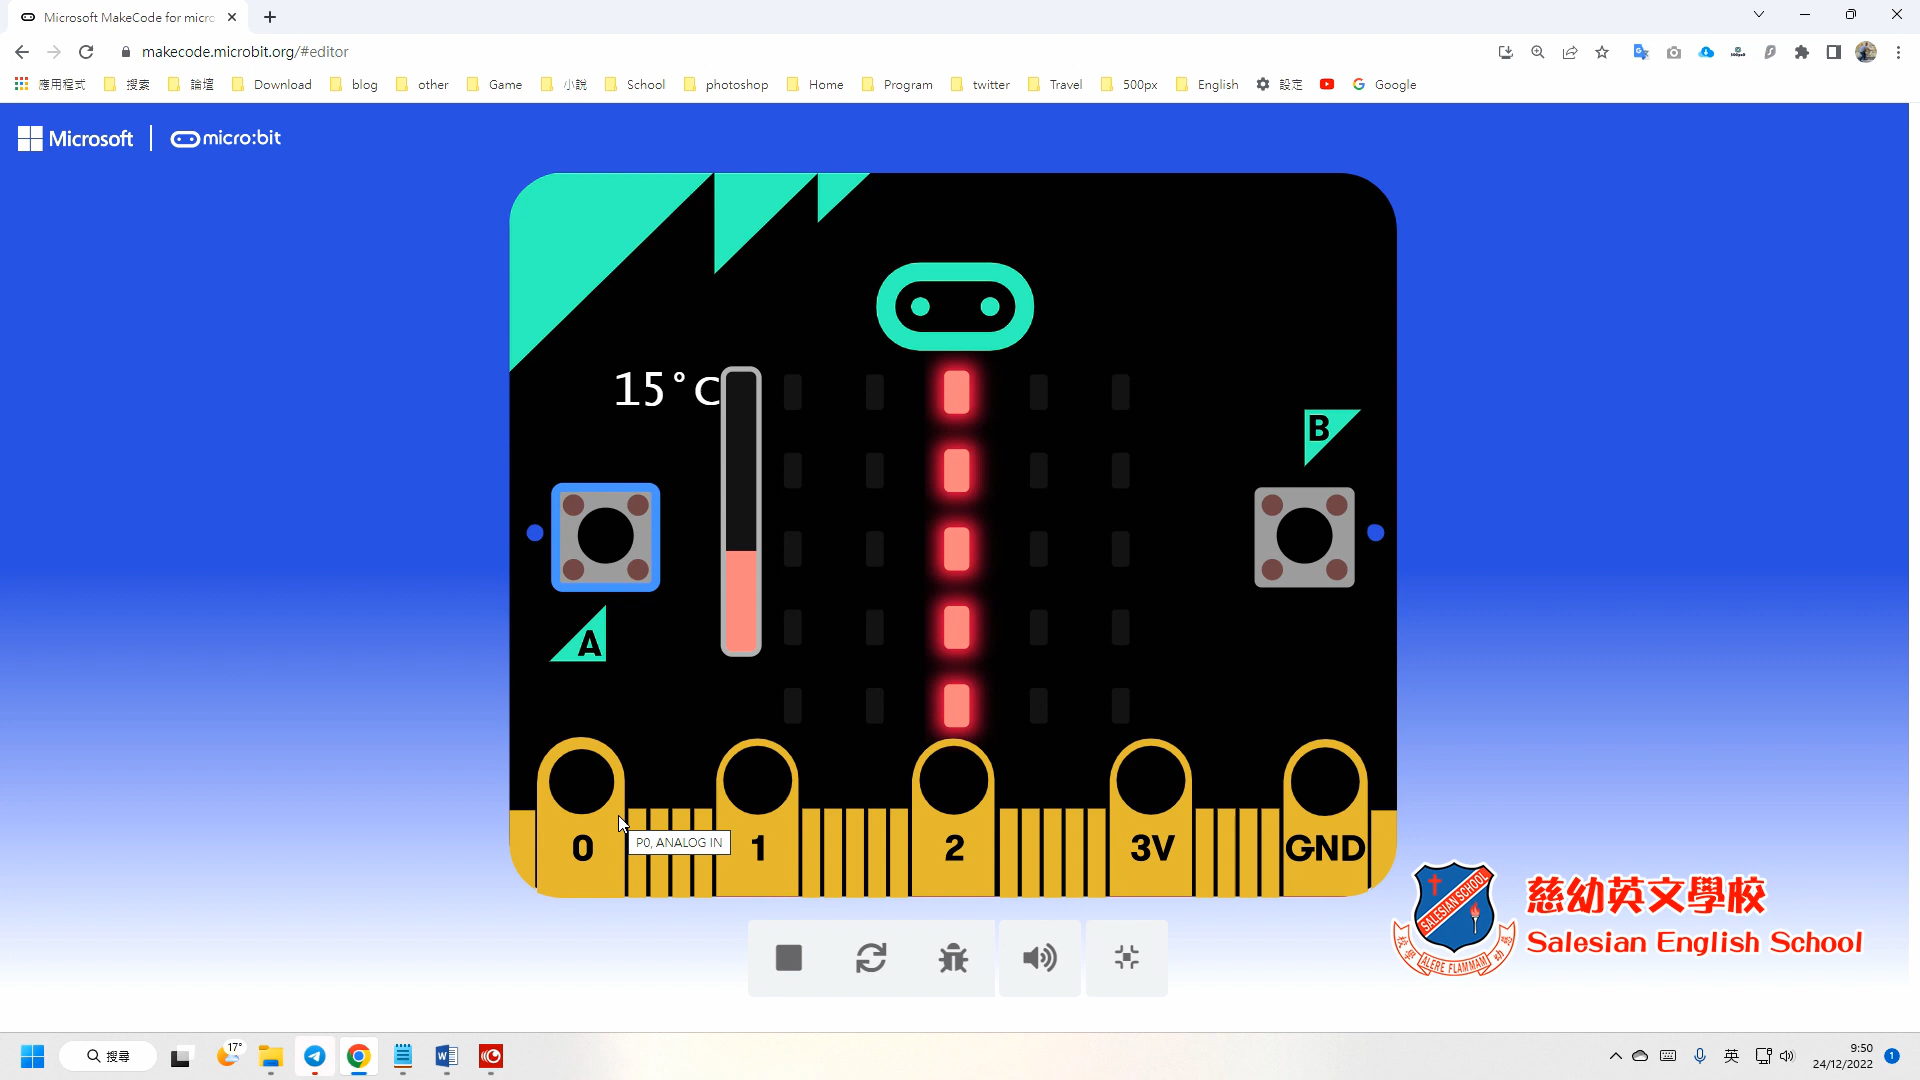 Microsoft MakeCode for micro
makecode.microbit.org/#editor
應用程式 搜索 論壇 Download blog other Game 小說 School photoshop Home Program twitter Travel 500px English 設定 Google
Microsoft micro:bit
15°C
B
A
P0, ANALOG IN
0 1 2 3V GND
SALESIAN SCHOOL
ALERE FLAMMAM
慈幼英文學校
Salesian English School
17°
搜尋
英
9:50
24/12/2022
1